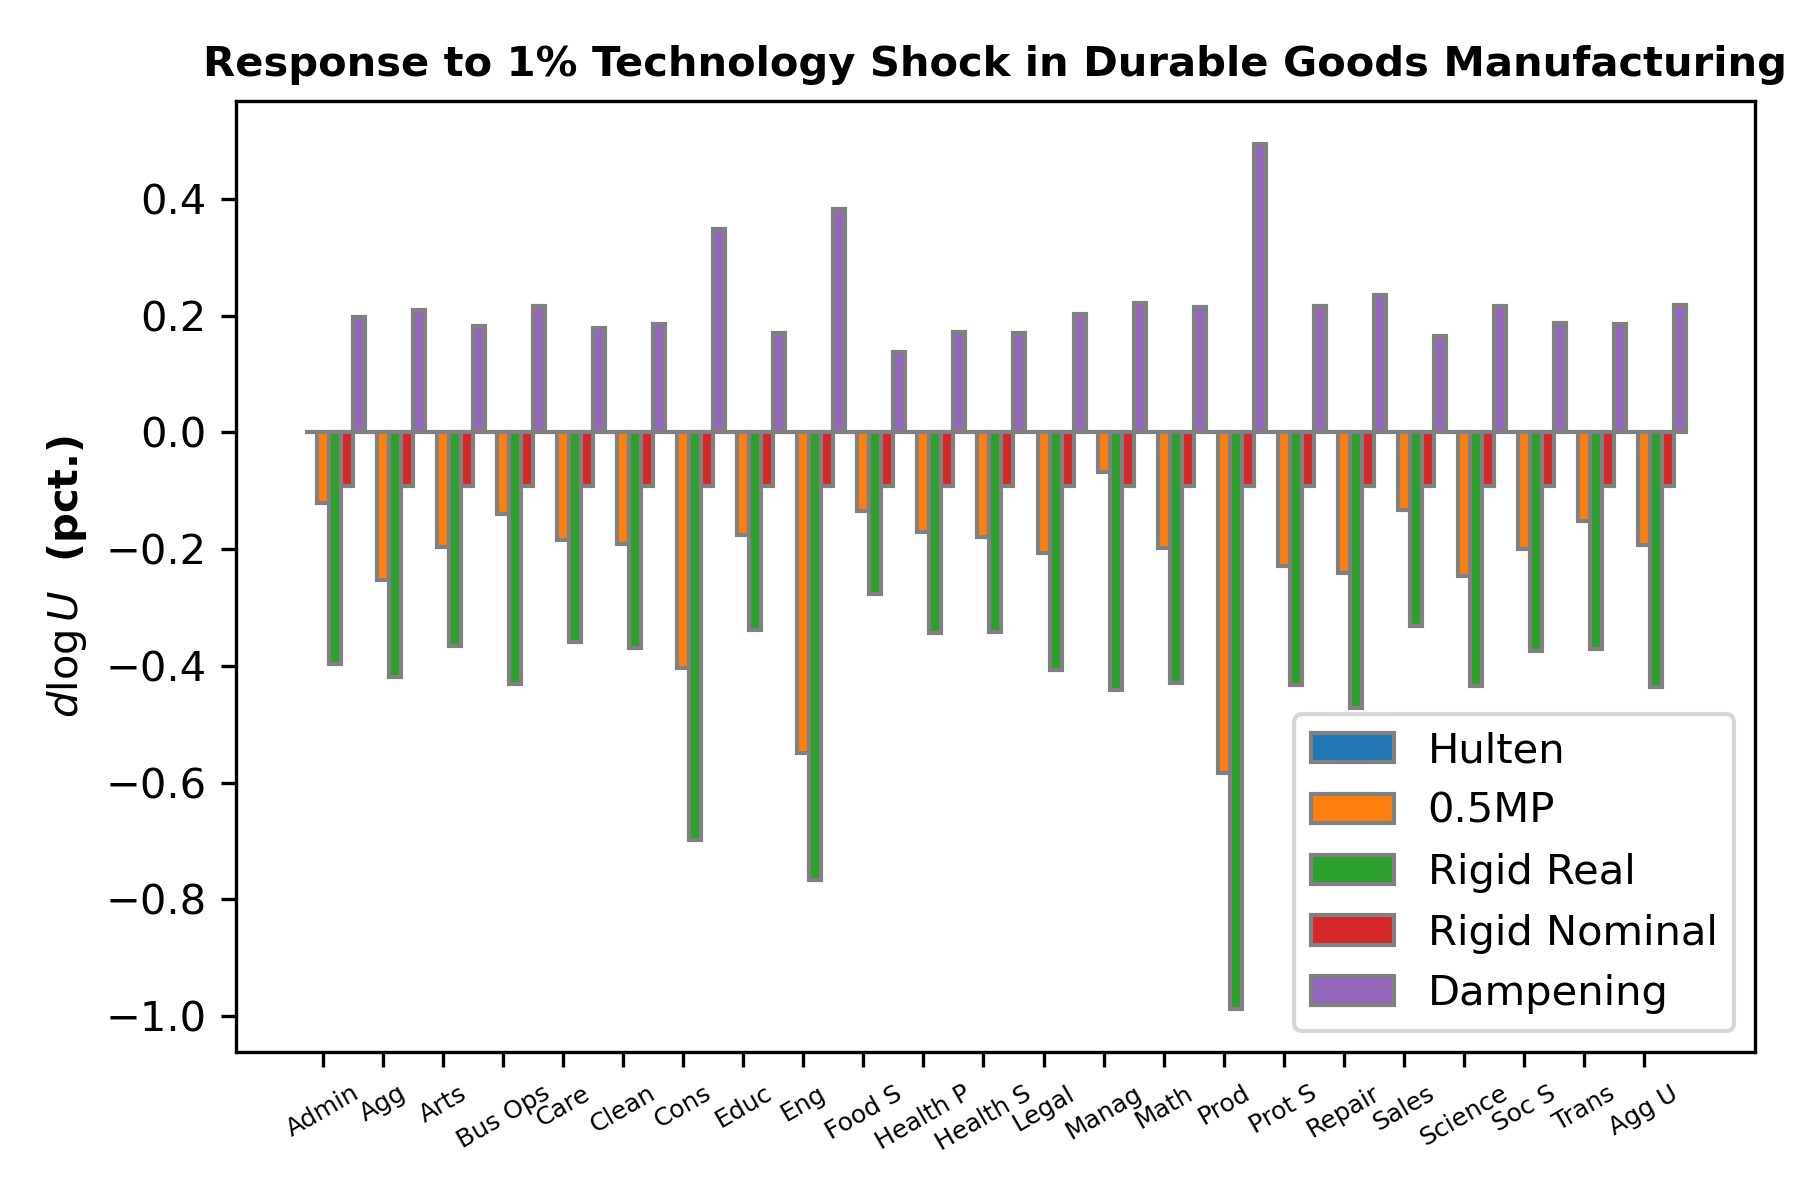 Response to 1% Technology Shock in Durable Goods Manufacturing
dlog U (pct.)
0.4
0.2
0.0
−0.2
−0.4
−0.6
−0.8
−1.0
Hulten
0.5MP
Rigid Real
Rigid Nominal
Dampening
Admin
Agg
Arts
Bus Ops
Care
Clean
Cons
Educ
Eng
Food S
Health P
Health S
Legal
Manag
Math
Prod
Prot S
Repair
Sales
Science
Soc S
Trans
Agg U